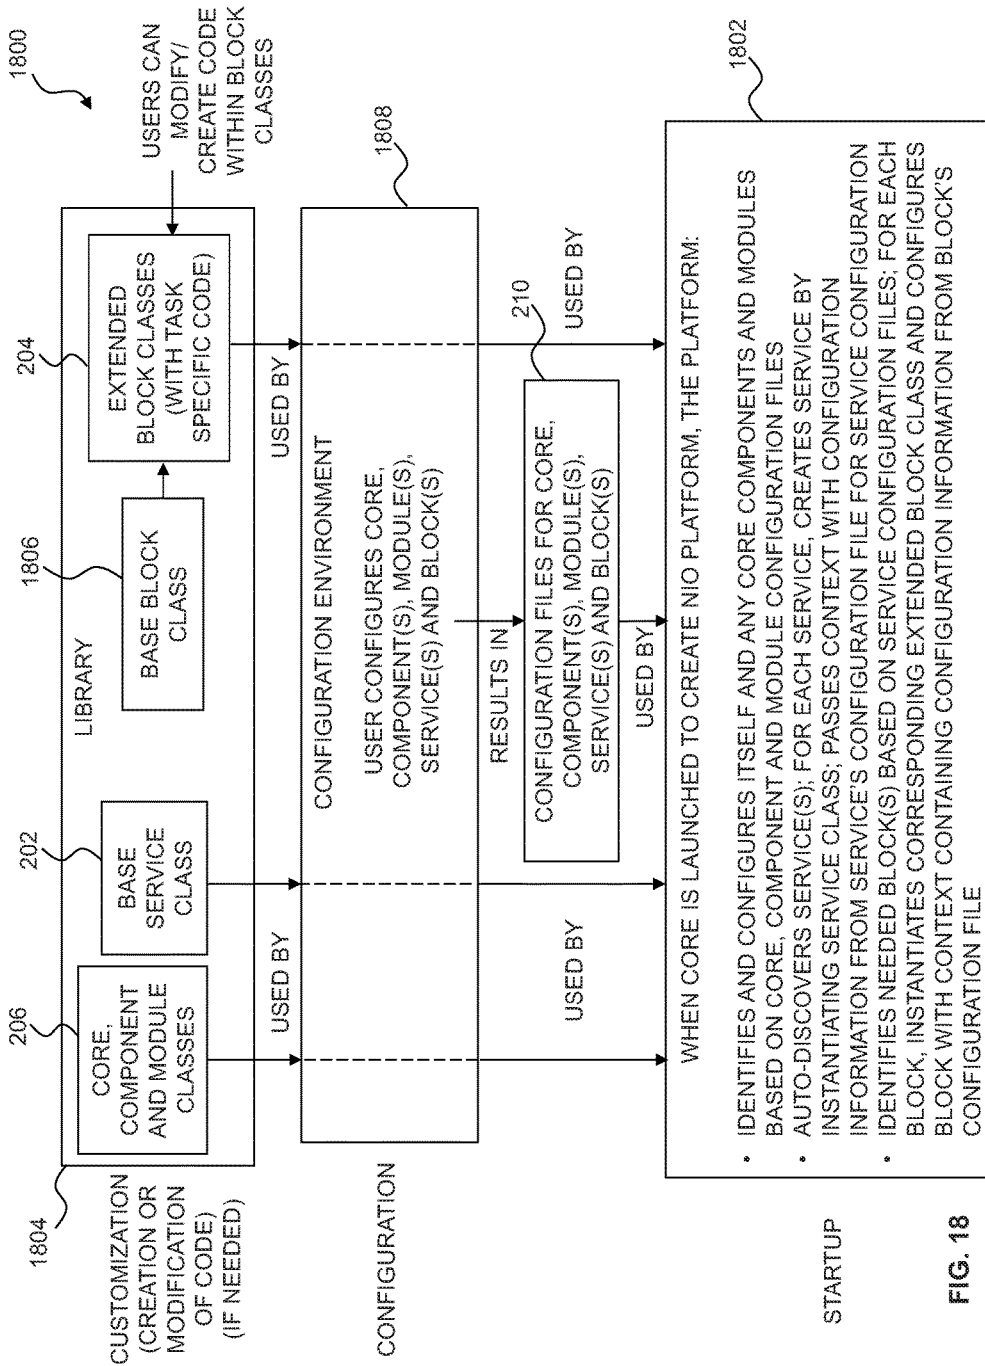 1800
1804
CUSTOMIZATION
(CREATION OR
MODIFICATION
OF CODE)
(IF NEEDED)
206
CORE,
COMPONENT
AND MODULE
CLASSES
202
BASE
SERVICE
CLASS
LIBRARY
1806
BASE BLOCK
CLASS
204
EXTENDED
BLOCK CLASSES
(WITH TASK
SPECIFIC CODE)
USERS CAN
MODIFY/
CREATE CODE
WITHIN BLOCK
CLASSES
USED BY
USED BY
1808
CONFIGURATION
CONFIGURATION ENVIRONMENT
USER CONFIGURES CORE,
COMPONENT(S), MODULE(S),
SERVICE(S) AND BLOCK(S)
RESULTS IN
210
CONFIGURATION FILES FOR CORE,
COMPONENT(S), MODULE(S),
SERVICE(S) AND BLOCK(S)
USED BY
USED BY
USED BY
1802
STARTUP
WHEN CORE IS LAUNCHED TO CREATE NIO PLATFORM, THE PLATFORM:
• IDENTIFIES AND CONFIGURES ITSELF AND ANY CORE COMPONENTS AND MODULES
BASED ON CORE, COMPONENT AND MODULE CONFIGURATION FILES
• AUTO-DISCOVERS SERVICE(S); FOR EACH SERVICE, CREATES SERVICE BY
INSTANTIATING SERVICE CLASS; PASSES CONTEXT WITH CONFIGURATION
INFORMATION FROM SERVICE'S CONFIGURATION FILE FOR SERVICE CONFIGURATION
• IDENTIFIES NEEDED BLOCK(S) BASED ON SERVICE CONFIGURATION FILES; FOR EACH
BLOCK, INSTANTIATES CORRESPONDING EXTENDED BLOCK CLASS AND CONFIGURES
BLOCK WITH CONTEXT CONTAINING CONFIGURATION INFORMATION FROM BLOCK'S
CONFIGURATION FILE
FIG. 18